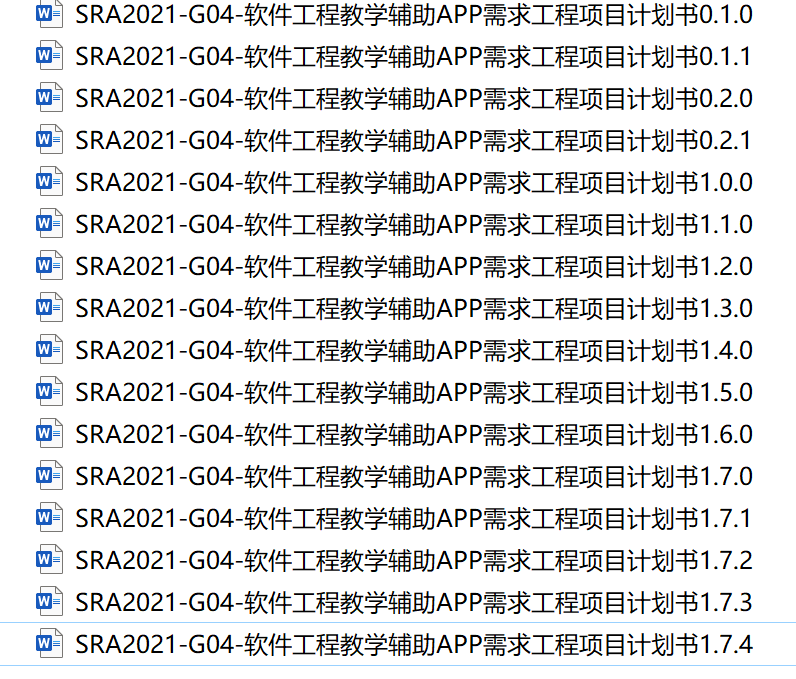 SRA2021-G04-软件工程教学辅助APP需求工程项目计划书0.1.0
SRA2021-G04-软件工程教学辅助APP需求工程项目计划书0.1.1
SRA2021-G04-软件工程教学辅助APP需求工程项目计划书0.2.0
SRA2021-G04-软件工程教学辅助APP需求工程项目计划书0.2.1
SRA2021-G04-软件工程教学辅助APP需求工程项目计划书1.0.0
SRA2021-G04-软件工程教学辅助APP需求工程项目计划书1.1.0
SRA2021-G04-软件工程教学辅助APP需求工程项目计划书1.2.0
SRA2021-G04-软件工程教学辅助APP需求工程项目计划书1.3.0
SRA2021-G04-软件工程教学辅助APP需求工程项目计划书1.4.0
SRA2021-G04-软件工程教学辅助APP需求工程项目计划书1.5.0
SRA2021-G04-软件工程教学辅助APP需求工程项目计划书1.6.0
SRA2021-G04-软件工程教学辅助APP需求工程项目计划书1.7.0
SRA2021-G04-软件工程教学辅助APP需求工程项目计划书1.7.1
SRA2021-G04-软件工程教学辅助APP需求工程项目计划书1.7.2
SRA2021-G04-软件工程教学辅助APP需求工程项目计划书1.7.3
SRA2021-G04-软件工程教学辅助APP需求工程项目计划书1.7.4